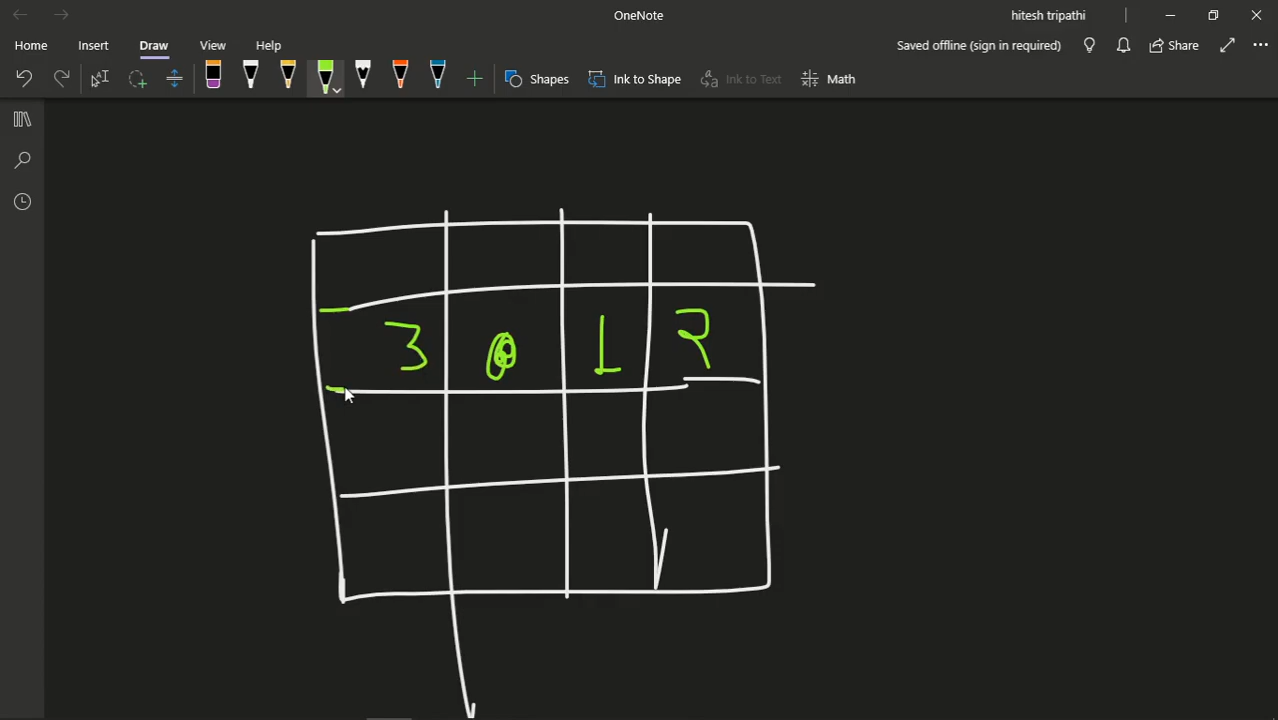 OneNote
hitesh tripathi
Home Insert Draw View Help
Saved offline (sign in required)
Share
Shapes
Ink to Shape
Ink to Text
Math
3 0 1 2